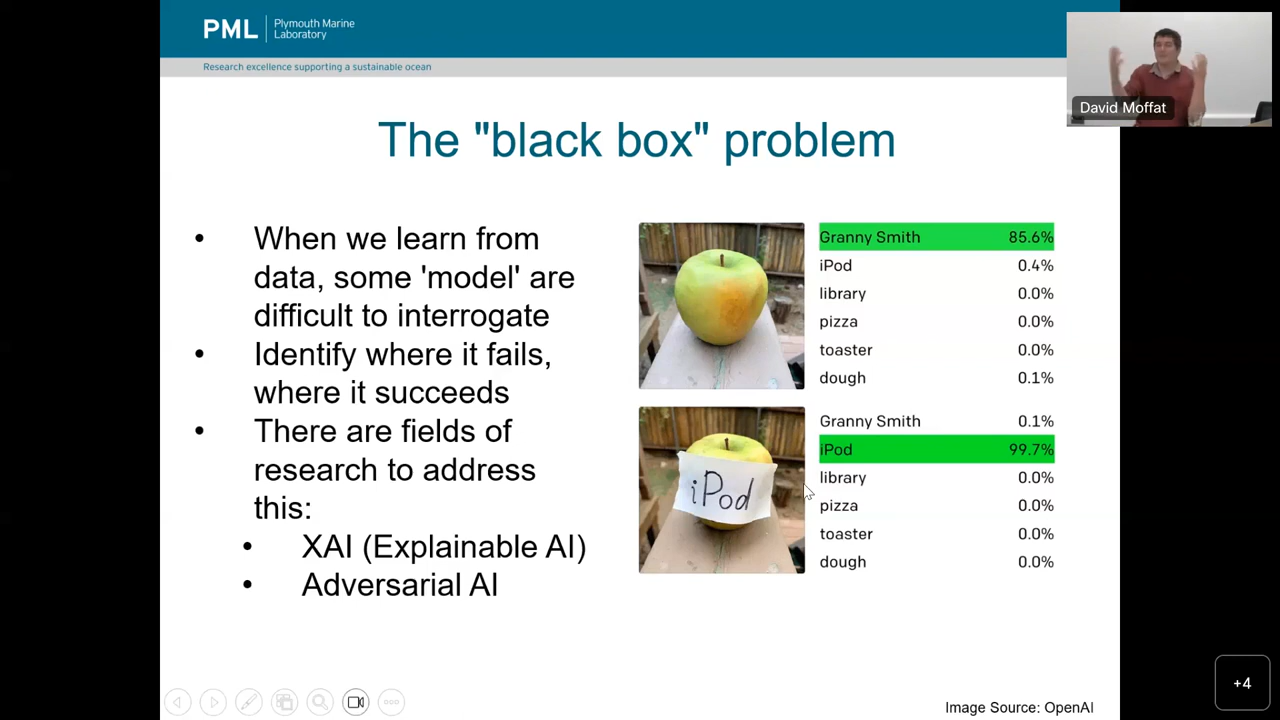 PML
Plymouth Marine
Laboratory
Research excellence supporting a sustainable ocean
David Moffat
The "black box" problem
• When we learn from
data, some 'model' are
difficult to interrogate
• Identify where it fails,
where it succeeds
• There are fields of
research to address
this:
• XAI (Explainable AI)
• Adversarial AI
Granny Smith 85.6%
iPod 0.4%
library 0.0%
pizza 0.0%
toaster 0.0%
dough 0.1%
iPod
Granny Smith 0.1%
iPod 99.7%
library 0.0%
pizza 0.0%
toaster 0.0%
dough 0.0%
+4
Image Source: OpenAI